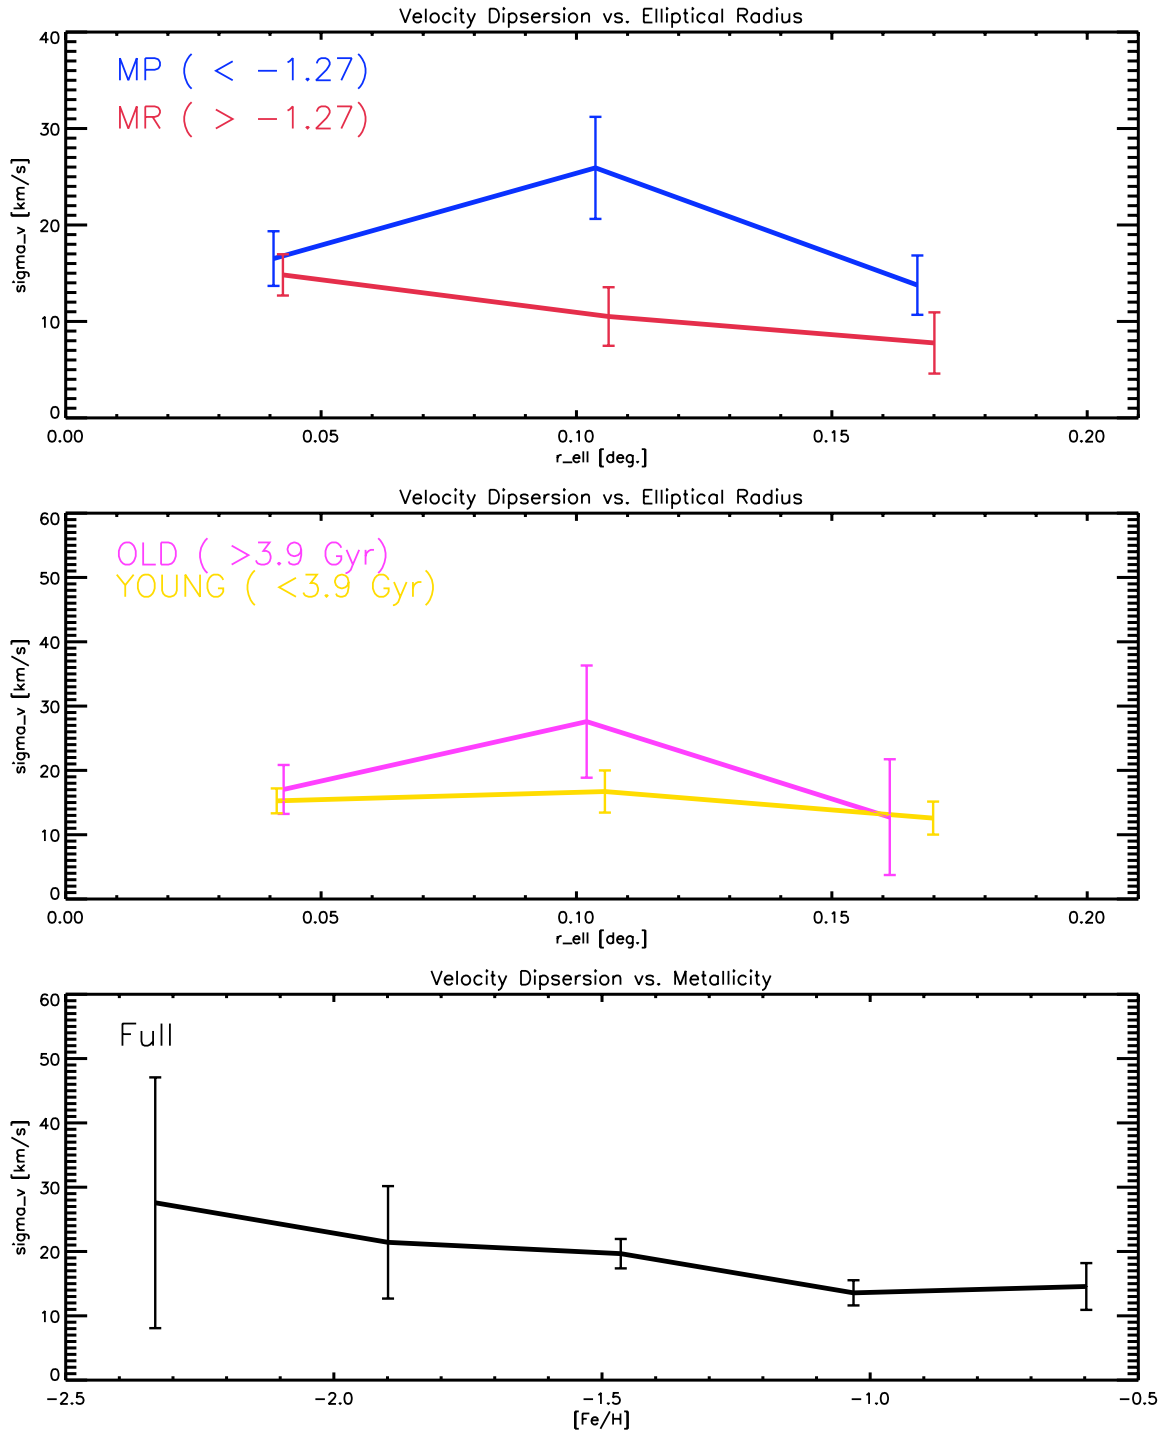 Velocity Dipsersion vs. Elliptical Radius
40
MP ( < −1.27)
MR ( > −1.27)
30
20
10
0
sigma_v [km/s]
0.00 0.05 0.10 0.15 0.20
r_ell [deg.]
Velocity Dipsersion vs. Elliptical Radius
60
OLD ( >3.9 Gyr)
YOUNG ( <3.9 Gyr)
50
40
30
20
10
0
sigma_v [km/s]
0.00 0.05 0.10 0.15 0.20
r_ell [deg.]
Velocity Dipsersion vs. Metallicity
60
Full
50
40
30
20
10
0
sigma_v [km/s]
−2.5 −2.0 −1.5 −1.0 −0.5
[Fe/H]